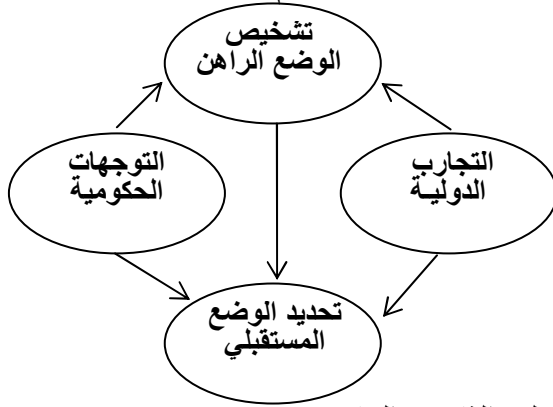 تشخيص
الوضع الراهن
التجارب
الدولية
التوجهات
الحكومية
تحديد الوضع
المستقبلي